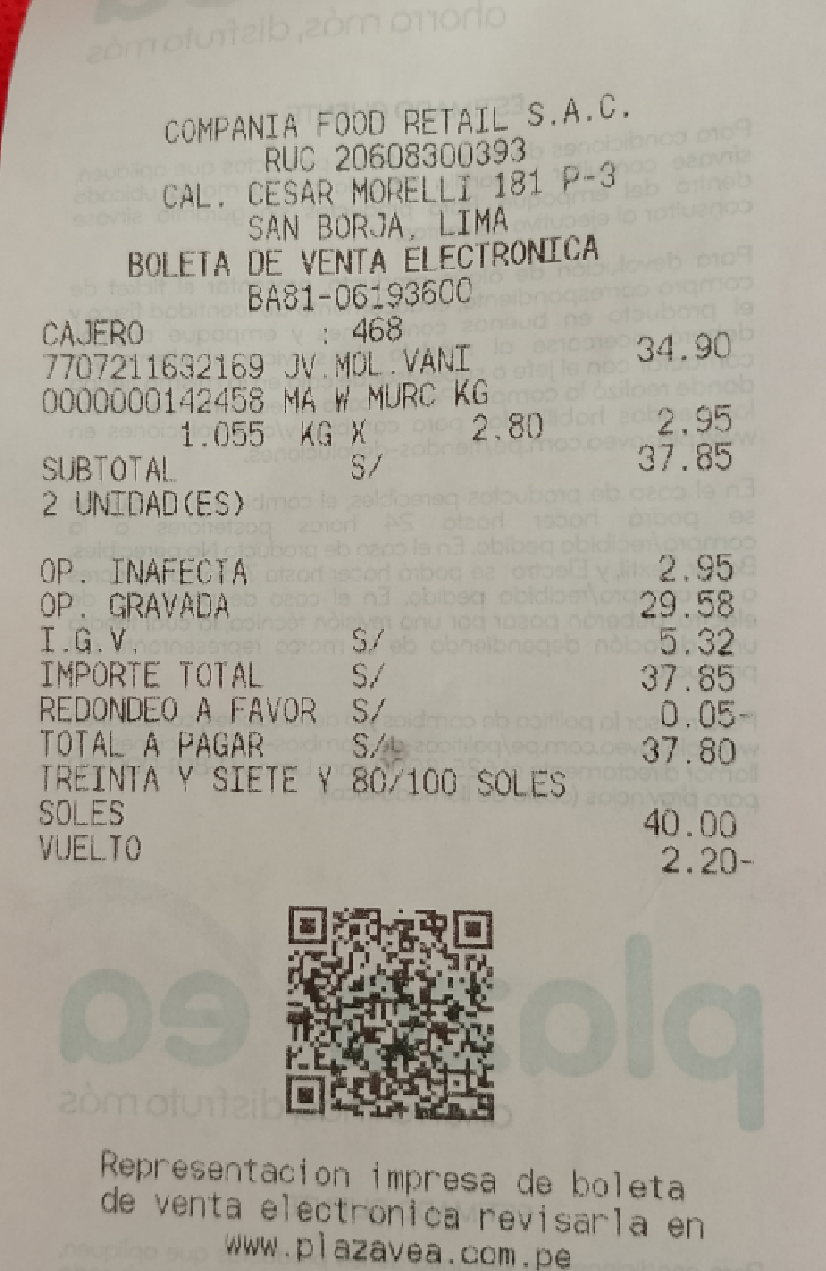 COMPANIA FOOD RETAIL S.A.C.
RUC 20608300393
CAL. CESAR MORELLI 181 P-3
SAN BORJA, LIMA
BOLETA DE VENTA ELECTRONICA
BA81-06193600
CAJERO : 468
7707211632169 JV.MOL.VANI 34.90
0000000142458 MA W MURC KG
1.055 KG X 2.80 2.95
SUBTOTAL S/ 37.85
2 UNIDAD(ES)
OP. INAFECTA 2.95
OP. GRAVADA 29.58
I.G.V. S/ 5.32
IMPORTE TOTAL S/ 37.85
REDONDEO A FAVOR S/ 0.05-
TOTAL A PAGAR S/ 37.80
TREINTA Y SIETE Y 80/100 SOLES
SOLES 40.00
VUELTO 2.20-
Representacion impresa de boleta
de venta electronica revisarla en
www.plazavea.com.pe